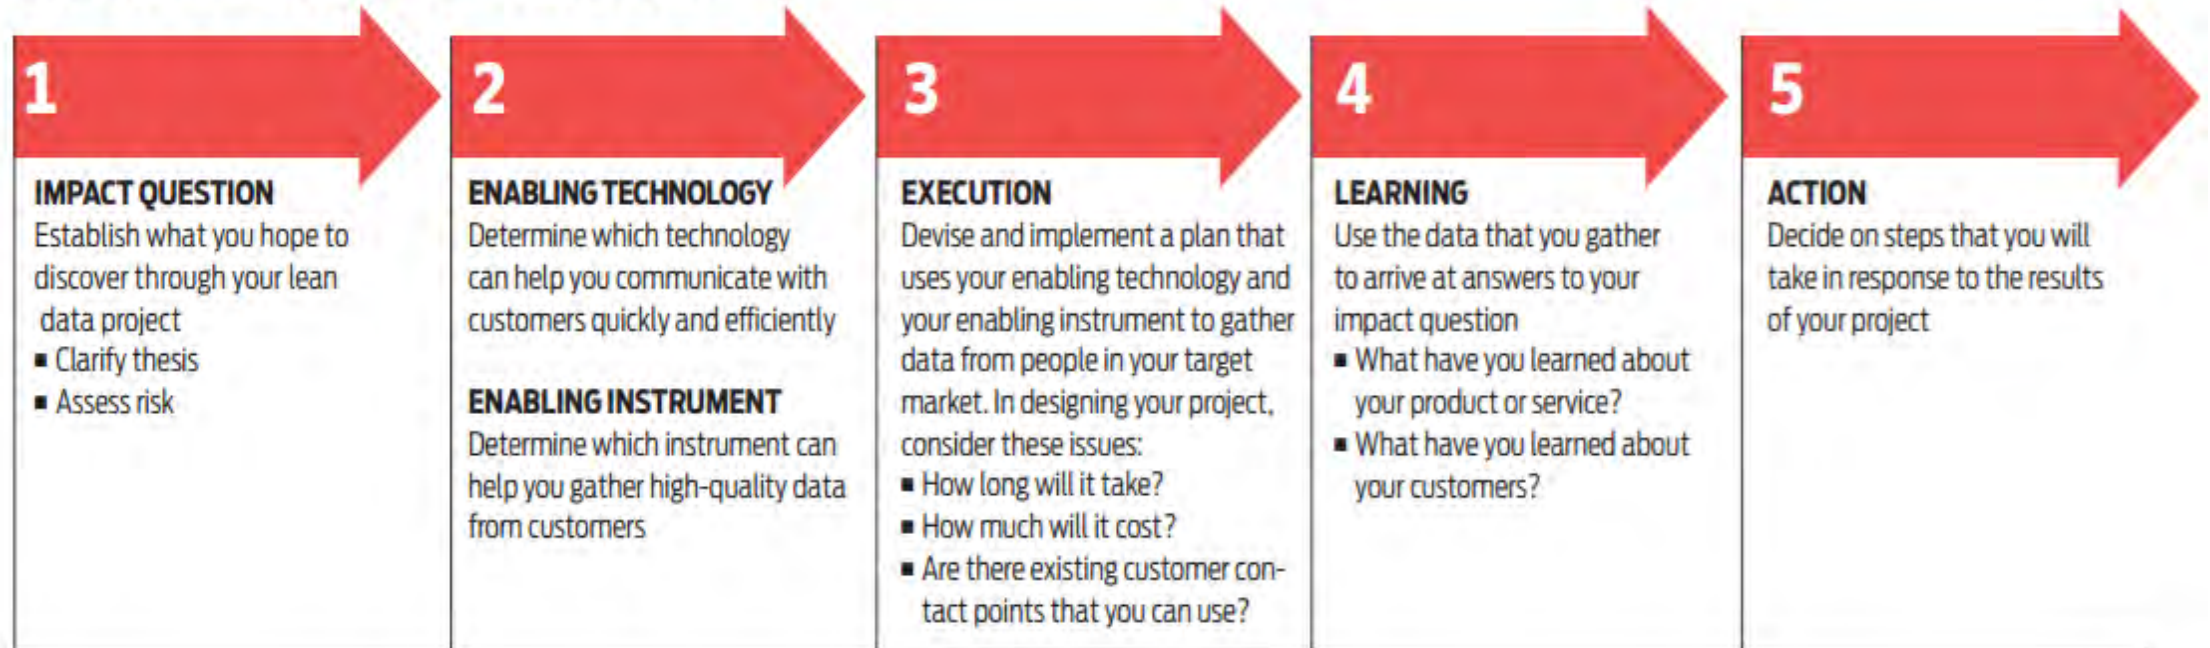 1
IMPACT QUESTION
Establish what you hope to
discover through your lean
data project
▪ Clarify thesis
▪ Assess risk
2
ENABLING TECHNOLOGY
Determine which technology
can help you communicate with
customers quickly and efficiently
ENABLING INSTRUMENT
Determine which instrument can
help you gather high-quality data
from customers
3
EXECUTION
Devise and implement a plan that
uses your enabling technology and
your enabling instrument to gather
data from people in your target
market. In designing your project,
consider these issues:
▪ How long will it take?
▪ How much will it cost?
▪ Are there existing customer con-
tact points that you can use?
4
LEARNING
Use the data that you gather
to arrive at answers to your
impact question
▪ What have you learned about
your product or service?
▪ What have you learned about
your customers?
5
ACTION
Decide on steps that you will
take in response to the results
of your project